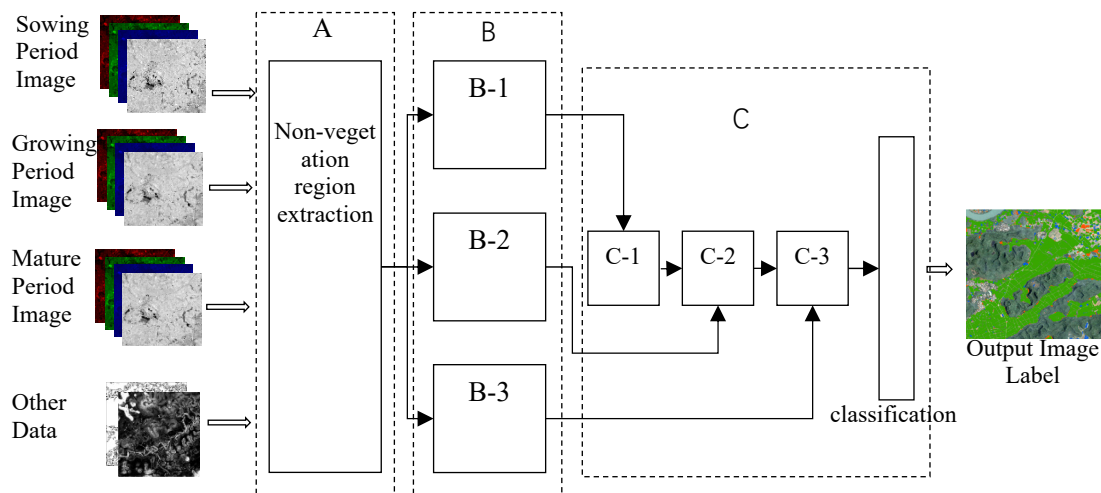 Sowing
Period
Image
Growing
Period
Image
Mature
Period
Image
Other
Data
A
Non-veget
ation
region
extraction
B
B-1
B-2
B-3
C
C-1
C-2
C-3
classification
Output Image
Label